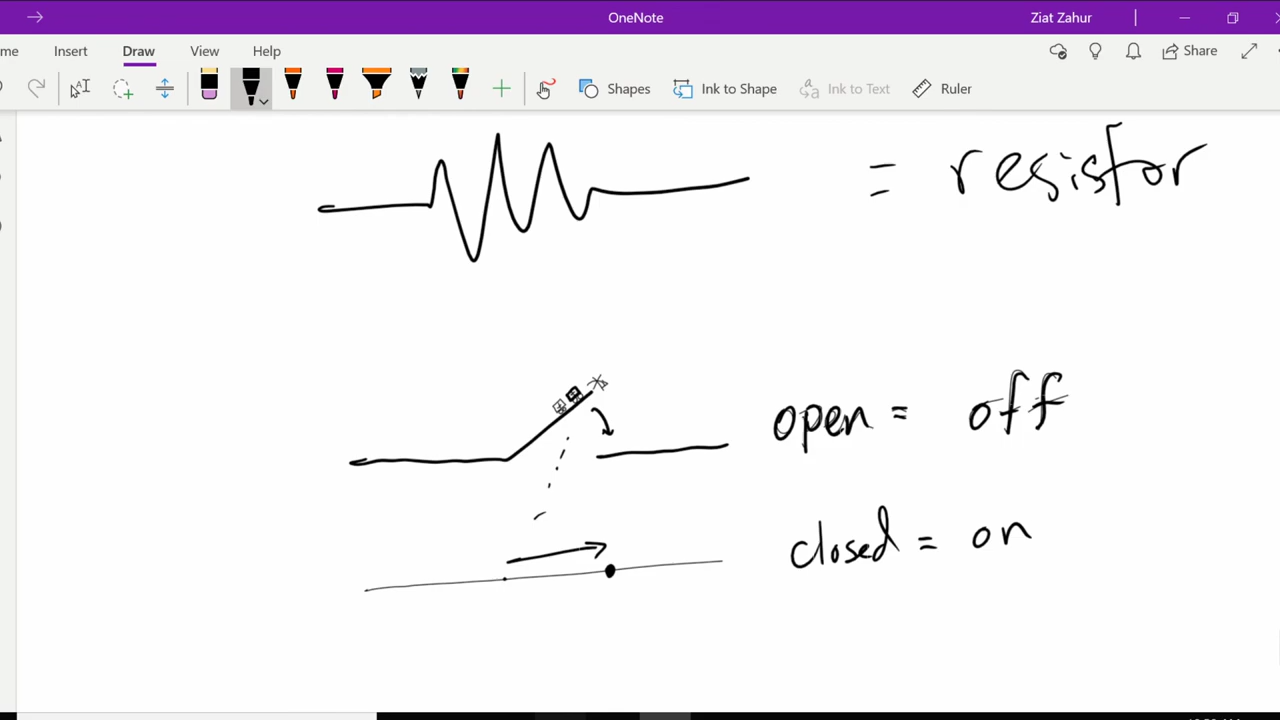 OneNote
Ziat Zahur
me Insert Draw View Help Share
Shapes Ink to Shape Ink to Text Ruler
= resistor
open = off
closed = on